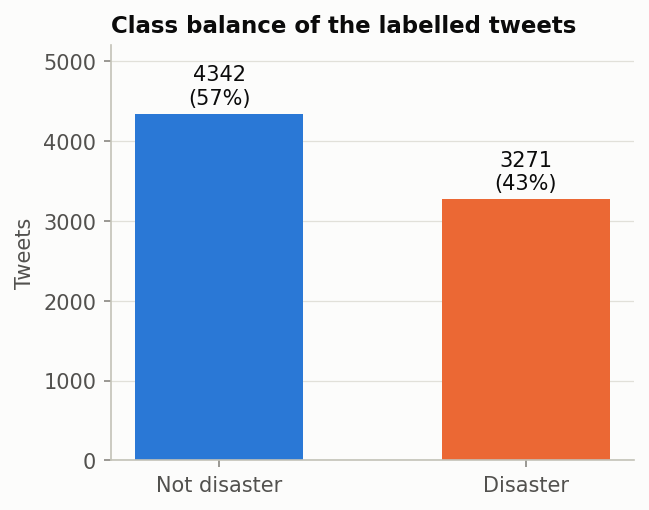 Class balance of the labelled tweets
Tweets
5000
4000
3000
2000
1000
0
4342
(57%)
3271
(43%)
Not disaster
Disaster